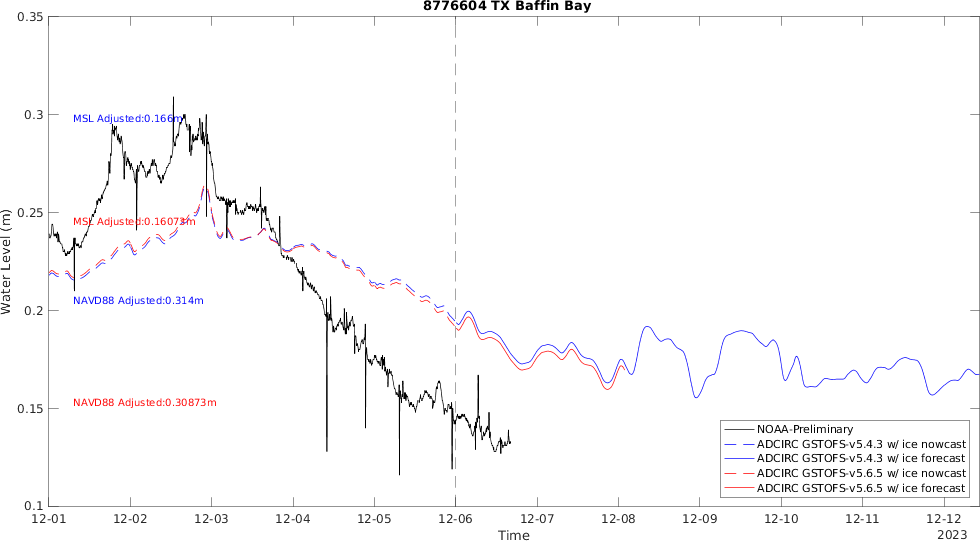 8776604 TX Baffin Bay
0.35
0.3
0.25
0.2
0.15
0.1
Water Level (m)
MSL Adjusted:0.166m
MSL Adjusted:0.16073m
NAVD88 Adjusted:0.314m
NAVD88 Adjusted:0.30873m
NOAA-Preliminary
ADCIRC GSTOFS-v5.4.3 w/ ice nowcast
ADCIRC GSTOFS-v5.4.3 w/ ice forecast
ADCIRC GSTOFS-v5.6.5 w/ ice nowcast
ADCIRC GSTOFS-v5.6.5 w/ ice forecast
12-01 12-02 12-03 12-04 12-05 12-06 12-07 12-08 12-09 12-10 12-11 12-12
Time 2023